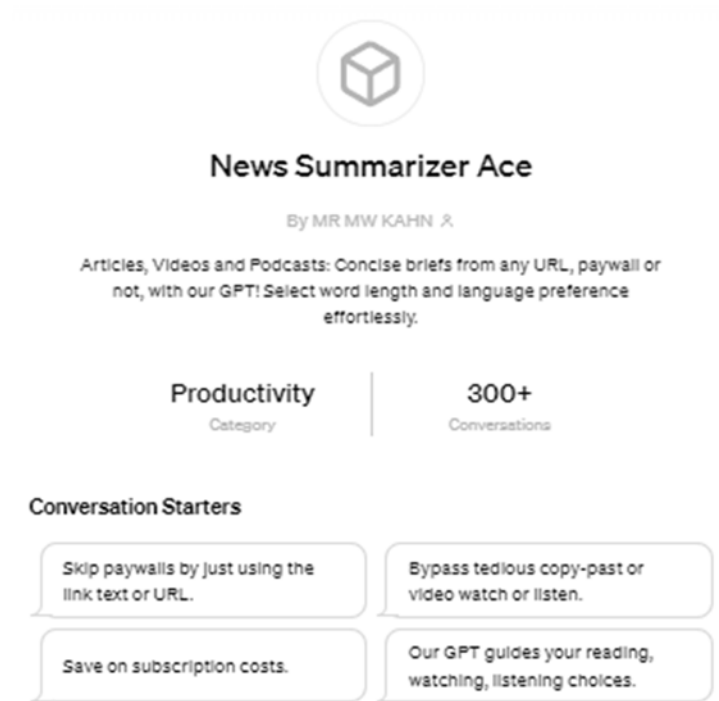 News Summarizer Ace
By MR MW KAHN
Articles, Videos and Podcasts: Concise briefs from any URL, paywall or
not, with our GPT! Select word length and language preference
effortlessly.
Productivity
Category
300+
Conversations
Conversation Starters
Skip paywalls by just using the
link text or URL.
Bypass tedious copy-past or
video watch or listen.
Save on subscription costs.
Our GPT guides your reading,
watching, listening choices.